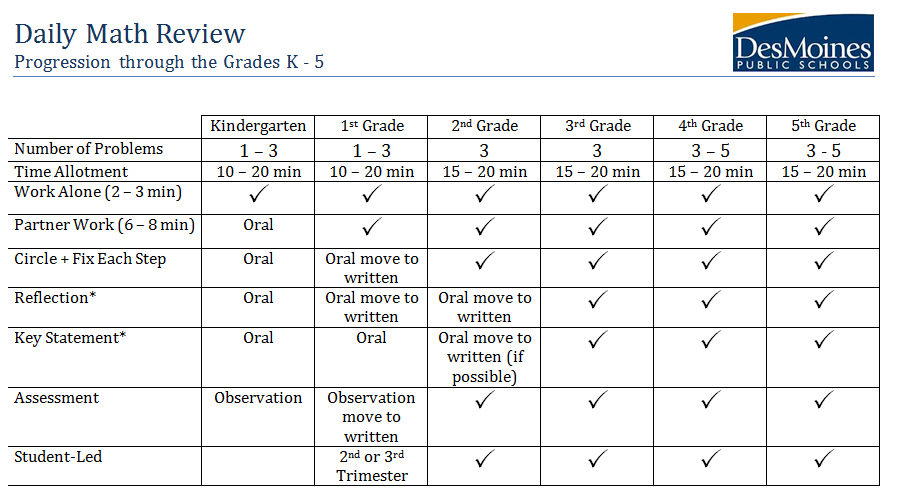 Daily Math Review
Progression through the Grades K - 5
DesMoines
PUBLIC SCHOOLS
Kindergarten 1st Grade 2nd Grade 3rd Grade 4th Grade 5th Grade
Number of Problems 1 – 3 1 – 3 3 3 3 – 5 3 - 5
Time Allotment 10 – 20 min 10 – 20 min 15 – 20 min 15 – 20 min 15 – 20 min 15 – 20 min
Work Alone (2 – 3 min) ✓ ✓ ✓ ✓ ✓ ✓
Partner Work (6 – 8 min) Oral ✓ ✓ ✓ ✓ ✓
Circle + Fix Each Step Oral Oral move to ✓ ✓ ✓ ✓
written
Reflection* Oral Oral move to Oral move to ✓ ✓ ✓
written written
Key Statement* Oral Oral Oral move to ✓ ✓ ✓
written (if
possible)
Assessment Observation Observation ✓ ✓ ✓ ✓
move to
written
Student-Led 2nd or 3rd ✓ ✓ ✓ ✓
Trimester